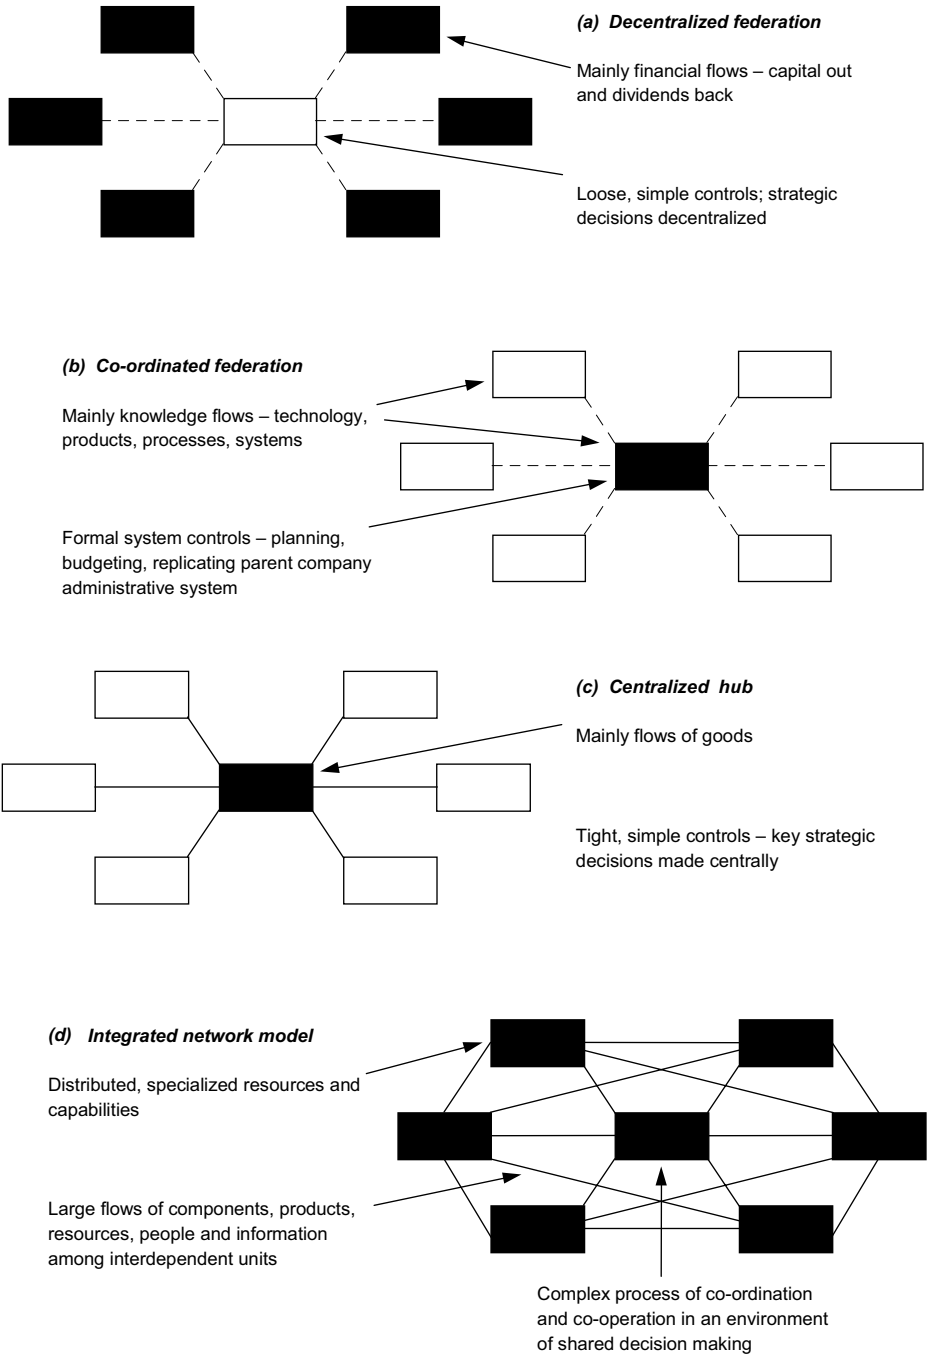 (a) Decentralized federation
Mainly financial flows – capital out
and dividends back
Loose, simple controls; strategic
decisions decentralized
(b) Co-ordinated federation
Mainly knowledge flows – technology,
products, processes, systems
Formal system controls – planning,
budgeting, replicating parent company
administrative system
(c) Centralized hub
Mainly flows of goods
Tight, simple controls – key strategic
decisions made centrally
(d) Integrated network model
Distributed, specialized resources and
capabilities
Large flows of components, products,
resources, people and information
among interdependent units
Complex process of co-ordination
and co-operation in an environment
of shared decision making